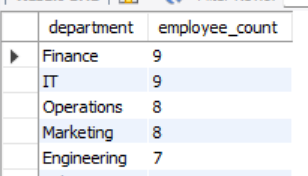 department employee_count
Finance 9
IT 9
Operations 8
Marketing 8
Engineering 7